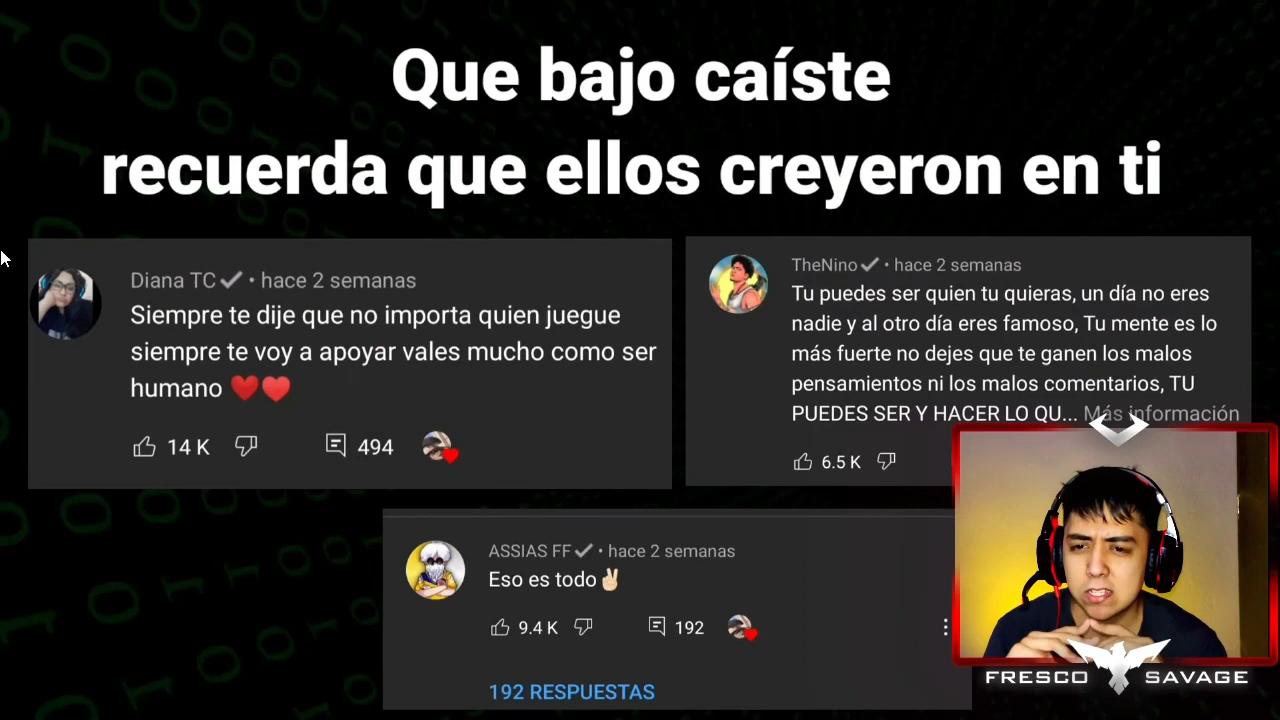 Que bajo caíste
recuerda que ellos creyeron en ti
Diana TC • hace 2 semanas
Siempre te dije que no importa quien juegue
siempre te voy a apoyar vales mucho como ser
humano ❤️❤️
14 K 494
TheNino • hace 2 semanas
Tu puedes ser quien tu quieras, un día no eres
nadie y al otro día eres famoso, Tu mente es lo
más fuerte no dejes que te ganen los malos
pensamientos ni los malos comentarios, TU
PUEDES SER Y HACER LO QU... Más información
6.5 K
ASSIAS FF • hace 2 semanas
Eso es todo✌🏻
9.4 K 192
192 RESPUESTAS
FRESCO SAVAGE